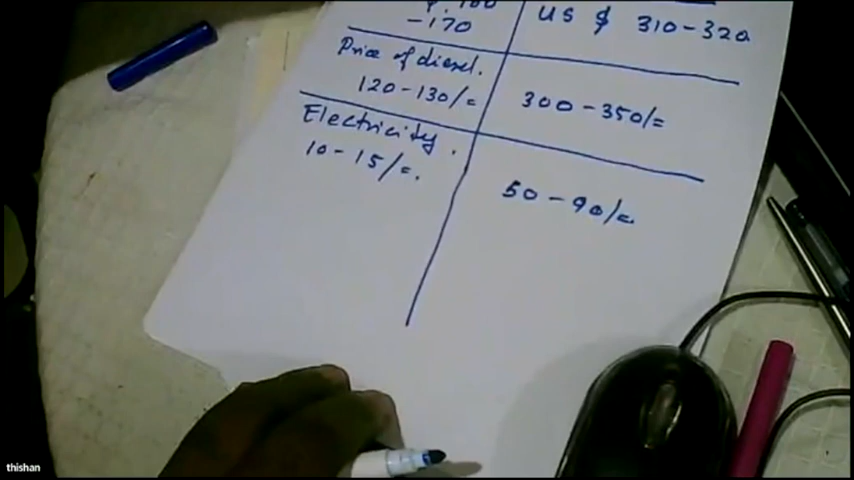 -170
US $ 310-320
Price of diesel.
120-130/=
300-350/=
Electricity.
10-15/=.
50-90/=
thishan